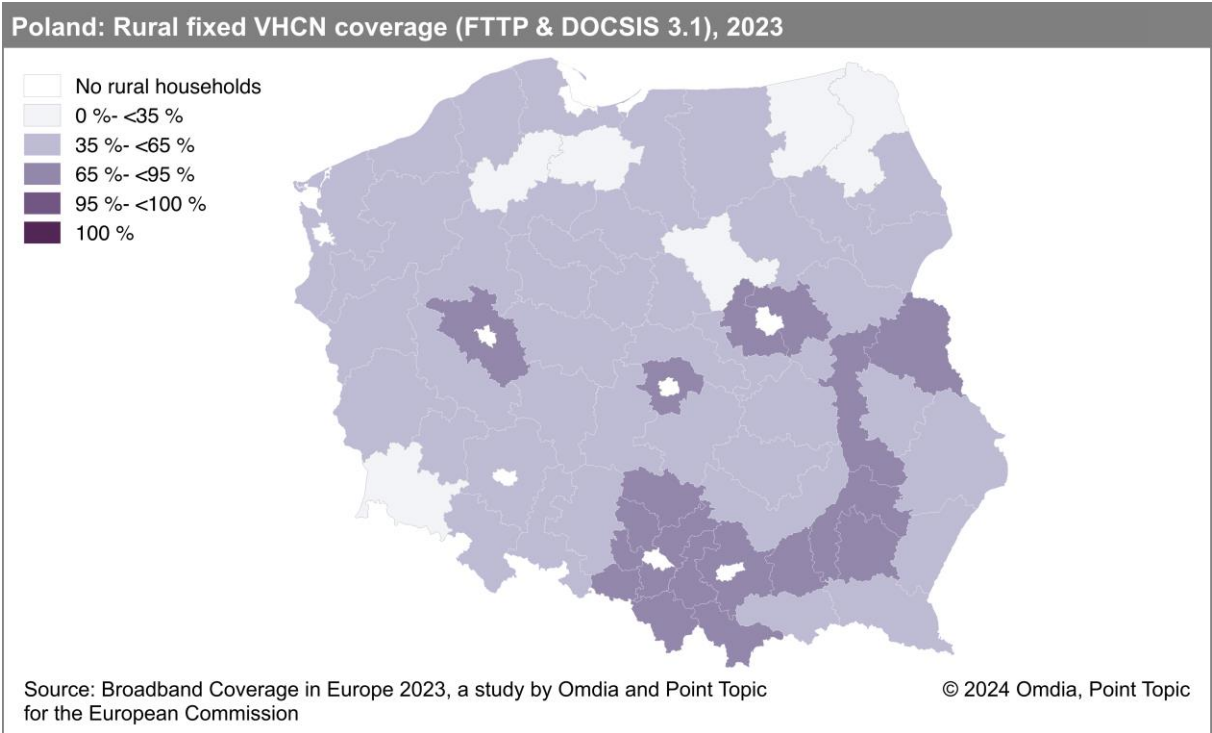 Poland: Rural fixed VHCN coverage (FTTP & DOCSIS 3.1), 2023
No rural households
0 %- <35 %
35 %- <65 %
65 %- <95 %
95 %- <100 %
100 %
Source: Broadband Coverage in Europe 2023, a study by Omdia and Point Topic
for the European Commission
© 2024 Omdia, Point Topic